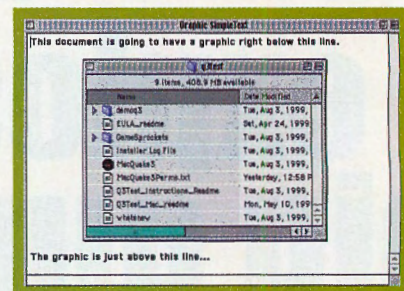 Graphic SimpleText
This document is going to have a graphic right below this line.
q3test
9 items, 408.9 MB available
Name Date Modified
demoq3 Tue, Aug 3, 1999,
EULA_readme Sat, Apr 24, 1999,
GameSprockets Tue, Aug 3, 1999,
Installer Log File Tue, Aug 3, 1999,
MacQuake3 Tue, Aug 3, 1999,
MacQuake3Perms.txt Yesterday, 12:58 P
Q3Test_Instructions_Readme Tue, Aug 3, 1999,
Q3Test_Mac_readme Mon, May 10, 199
whatsnew Tue, Aug 3, 1999,
The graphic is just above this line...